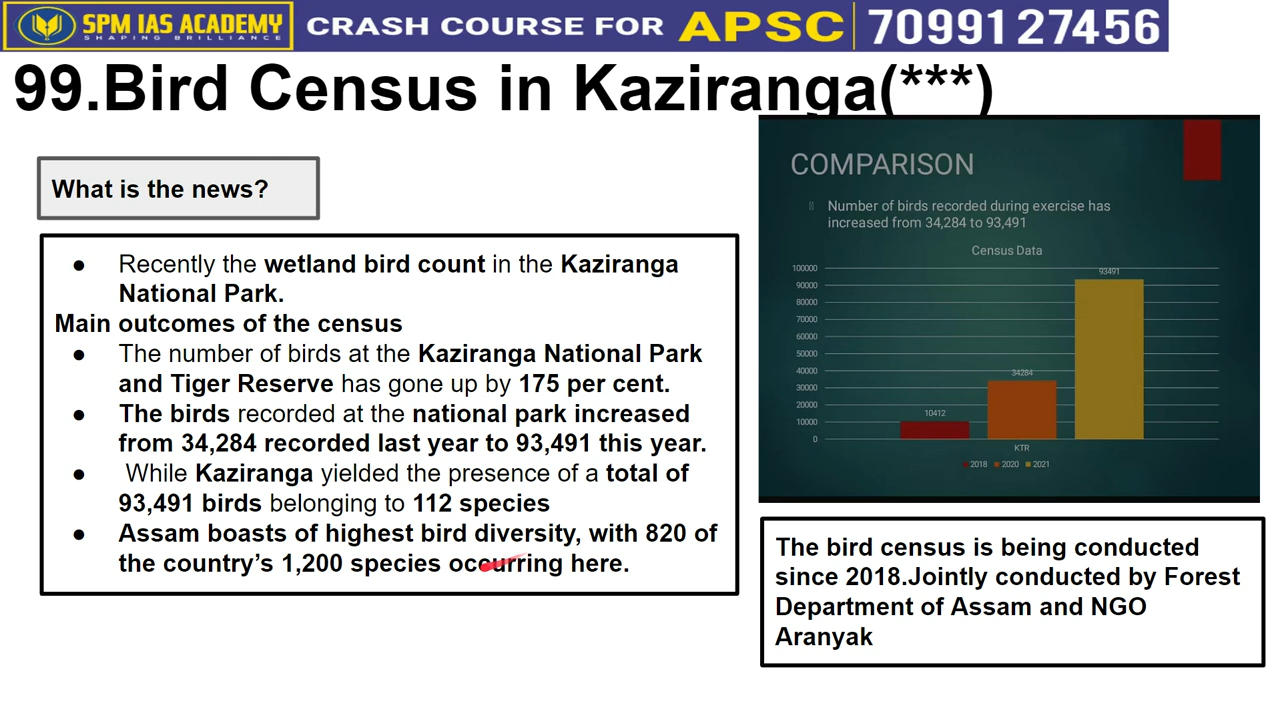 SPM IAS ACADEMY
SHAPING BRILLIANCE
CRASH COURSE FOR APSC 7099127456
99.Bird Census in Kaziranga(***)
What is the news?
● Recently the wetland bird count in the Kaziranga
National Park.
Main outcomes of the census
● The number of birds at the Kaziranga National Park
and Tiger Reserve has gone up by 175 per cent.
● The birds recorded at the national park increased
from 34,284 recorded last year to 93,491 this year.
● While Kaziranga yielded the presence of a total of
93,491 birds belonging to 112 species
● Assam boasts of highest bird diversity, with 820 of
the country's 1,200 species occurring here.
COMPARISON
Number of birds recorded during exercise has
increased from 34,284 to 93,491
Census Data
100000
90000
80000
70000
60000
50000
40000
30000
20000
10000
0
10412
34284
93491
KTR
2018 2020 2021
The bird census is being conducted
since 2018.Jointly conducted by Forest
Department of Assam and NGO
Aranyak